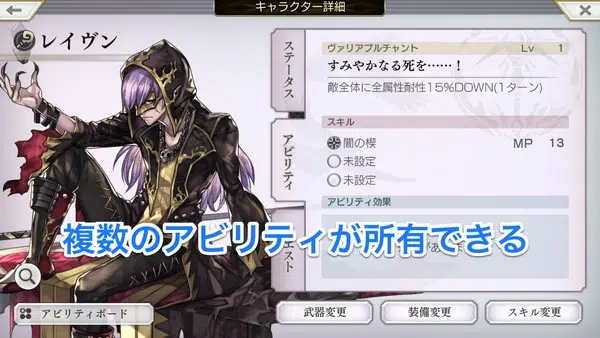 キャラクター詳細
レイヴン
ステータス
アビリティ
ヴァリアブルチャント Lv 1
すみやかなる死を……！
敵全体に全属性耐性15%DOWN(1ターン)
スキル
闇の楔 MP 13
未設定
未設定
アビリティ効果
複数のアビリティが所有できる
エスト
アビリティボード
武器変更
装備変更
スキル変更